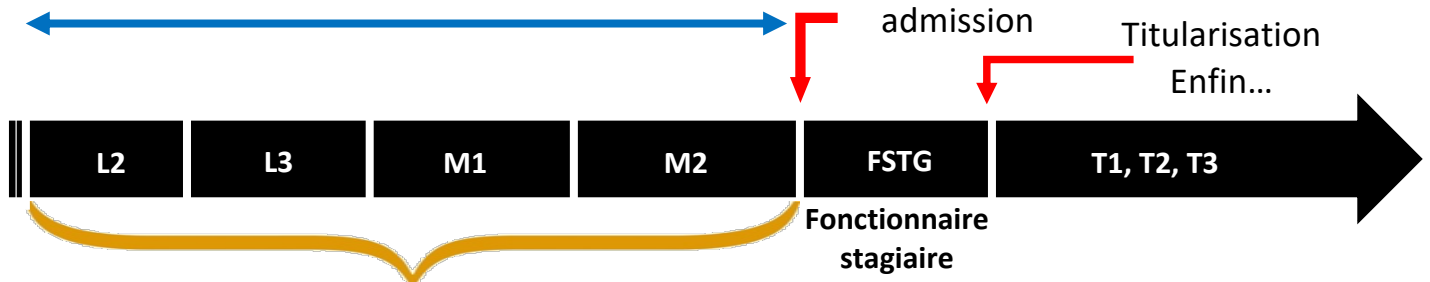 admission
Titularisation
Enfin...
L2
L3
M1
M2
FSTG
T1, T2, T3
Fonctionnaire
stagiaire